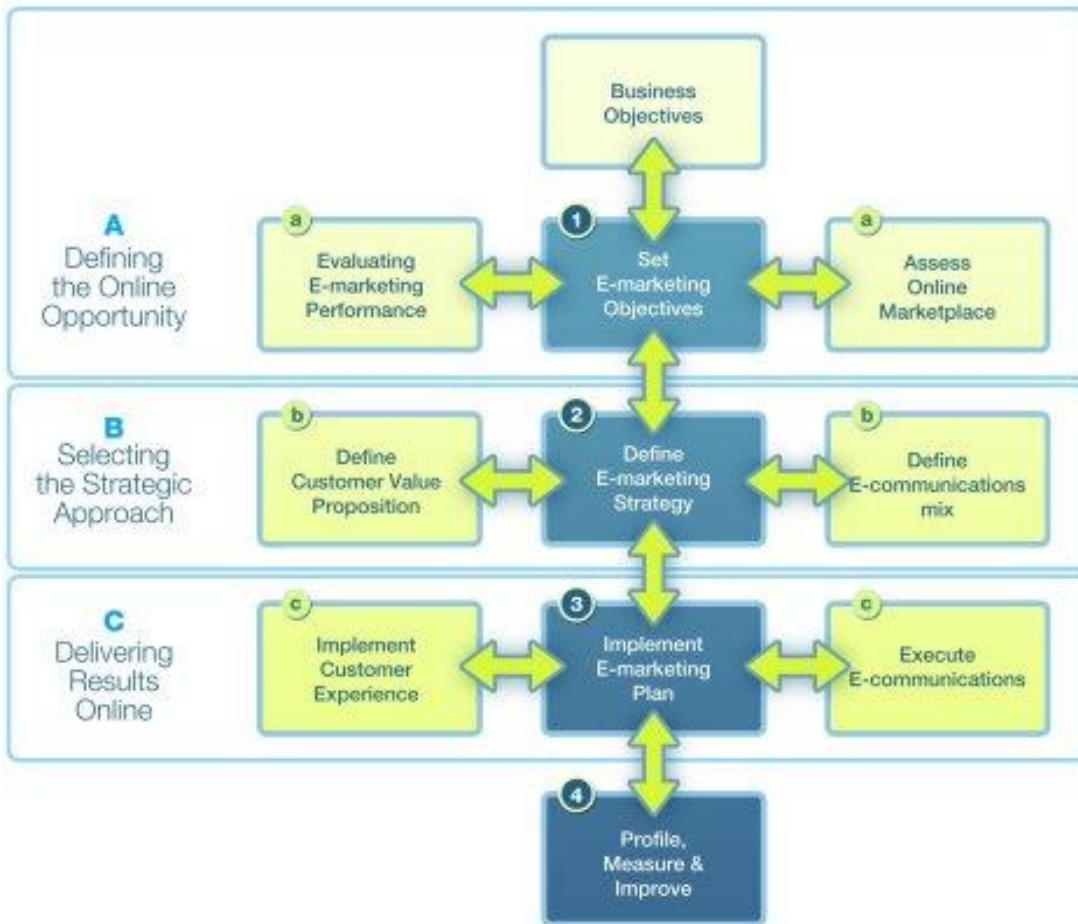 Business
Objectives
A
Defining
the Online
Opportunity
a
Evaluating
E-marketing
Performance
1
Set
E-marketing
Objectives
a
Assess
Online
Marketplace
B
Selecting
the Strategic
Approach
b
Define
Customer Value
Proposition
2
Define
E-marketing
Strategy
b
Define
E-communications
mix
C
Delivering
Results
Online
c
Implement
Customer
Experience
3
Implement
E-marketing
Plan
c
Execute
E-communications
4
Profile,
Measure &
Improve